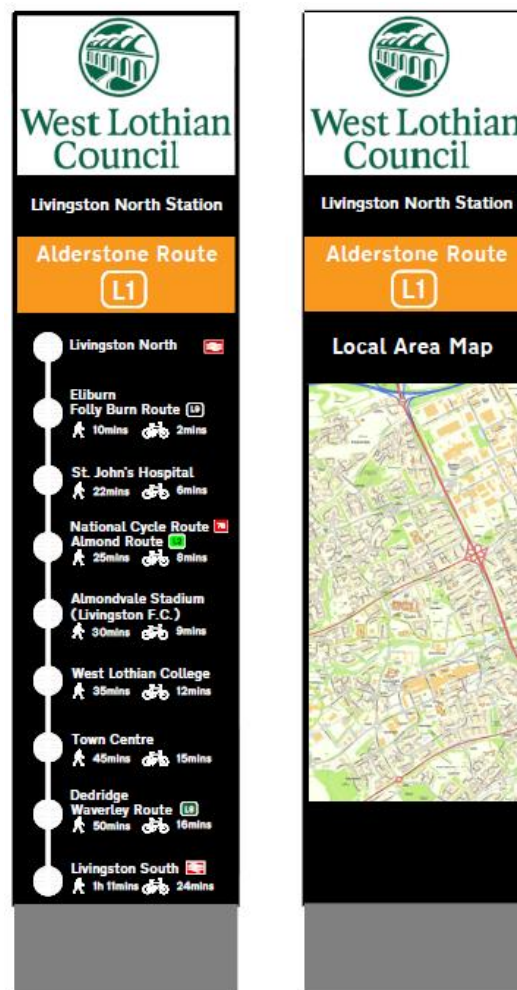 West Lothian
Council
Livingston North Station
Alderstone Route
L1
Livingston North
Eliburn
Folly Burn Route L9
10mins 2mins
St. John's Hospital
22mins 6mins
National Cycle Route 75
Almond Route
25mins 8mins
Almondvale Stadium
(Livingston F.C.)
30mins 9mins
West Lothian College
35mins 12mins
Town Centre
45mins 15mins
Dedridge
Waverley Route
50mins 16mins
Livingston South
1h 11mins 24mins
West Lothian
Council
Livingston North Station
Alderstone Route
L1
Local Area Map